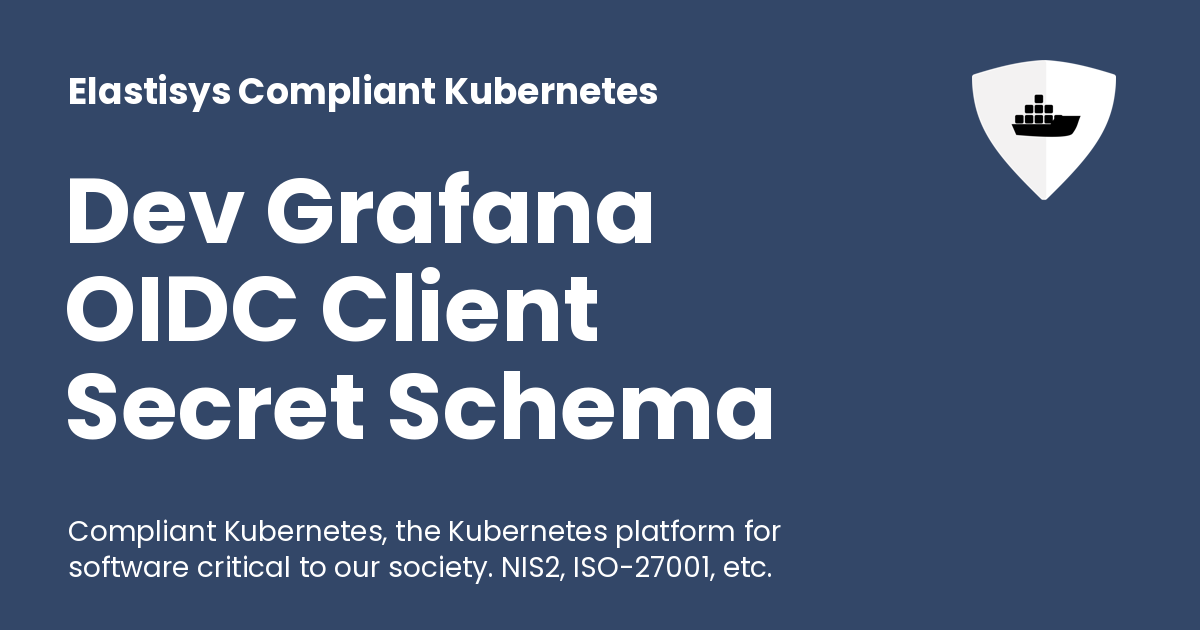 Elastisys Compliant Kubernetes
Dev Grafana
OIDC Client
Secret Schema
Compliant Kubernetes, the Kubernetes platform for
software critical to our society. NIS2, ISO-27001, etc.